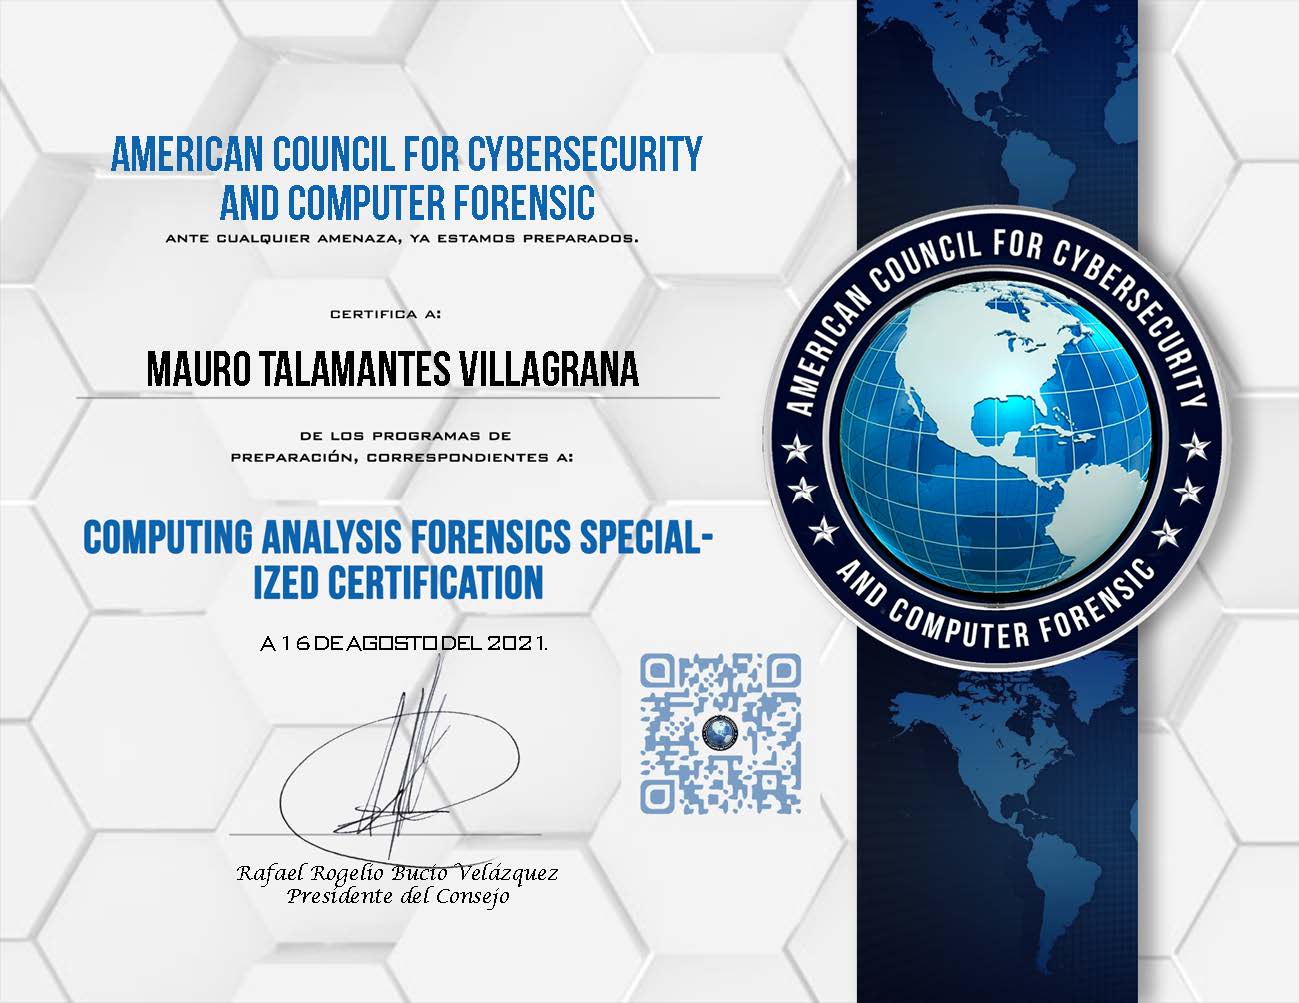 AMERICAN COUNCIL FOR CYBERSECURITY
AND COMPUTER FORENSIC
ANTE CUALQUIER AMENAZA, YA ESTAMOS PREPARADOS.
CERTIFICA A:
MAURO TALAMANTES VILLAGRANA
DE LOS PROGRAMAS DE
PREPARACIÓN, CORRESPONDIENTES A:
COMPUTING ANALYSIS FORENSICS SPECIAL-
IZED CERTIFICATION
A 16 DE AGOSTO DEL 2021.
Rafael Rogelio Bucio Velázquez
Presidente del Consejo
AMERICAN COUNCIL FOR CYBERSECURITY
AND COMPUTER FORENSIC